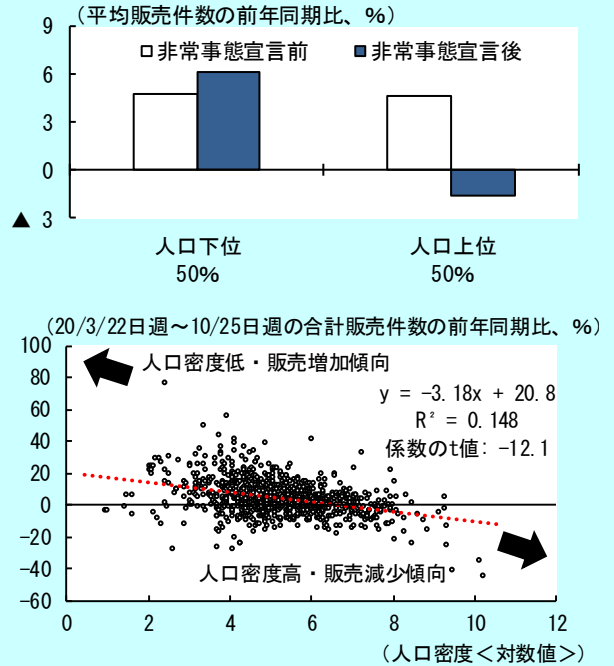 （平均販売件数の前年同期比、%）
9
□非常事態宣言前 ■非常事態宣言後
6
3
0
▲ 3
人口下位 人口上位
50% 50%
（20/3/22日週～10/25日週の合計販売件数の前年同期比、%）
100
人口密度低・販売増加傾向
80
y = -3.18x + 20.8
60
R² = 0.148
40
係数のt値: -12.1
20
0
-20
-40
人口密度高・販売減少傾向
-60
0 2 4 6 8 10 12
（人口密度＜対数値＞）